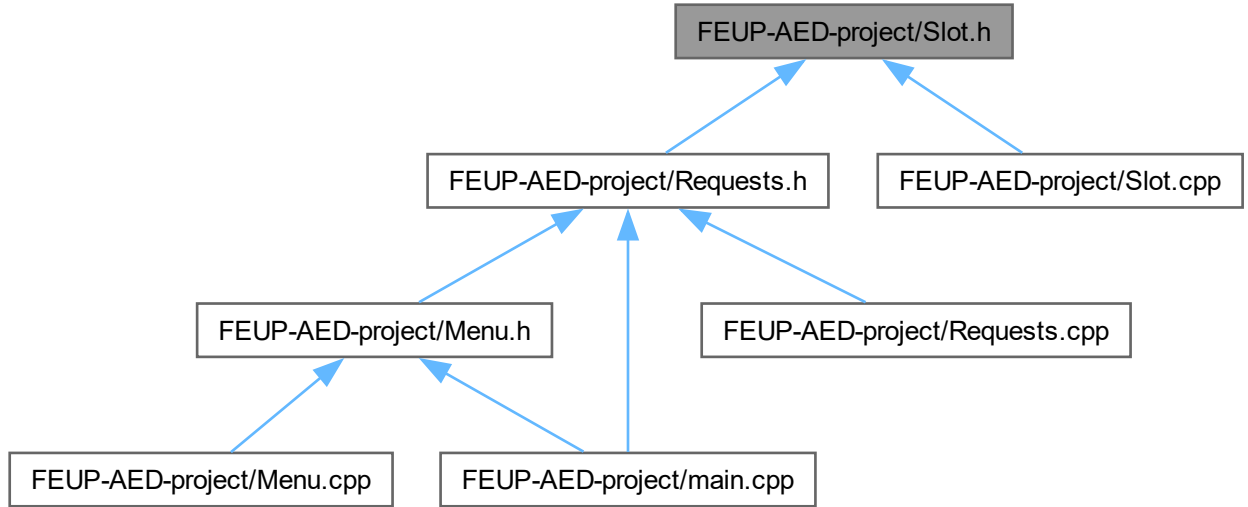 FEUP-AED-project/Slot.h
FEUP-AED-project/Requests.h
FEUP-AED-project/Slot.cpp
FEUP-AED-project/Menu.h
FEUP-AED-project/Requests.cpp
FEUP-AED-project/Menu.cpp
FEUP-AED-project/main.cpp